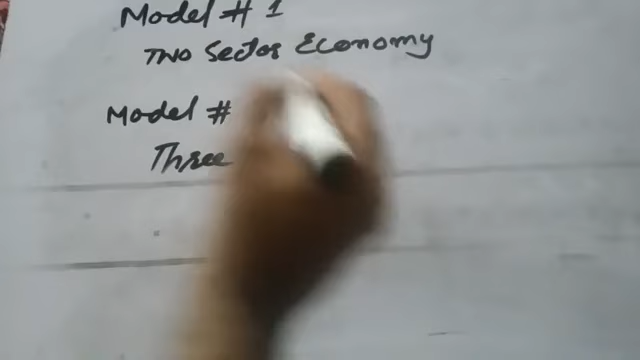 Model # 1
Two Sector Economy
Model #
Three